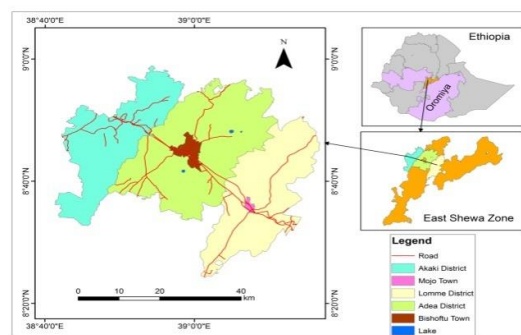 38°40'0"E
39°0'0"E
9°0'0"N
9°0'0"N
N
8°40'0"N
8°40'0"N
8°20'0"N
0 10 20 40
km
38°40'0"E
39°0'0"E
Ethiopia
Oromiya
East Shewa Zone
Legend
Road
Akaki District
Mojo Town
Lomme District
Adea District
Bishoftu Town
Lake